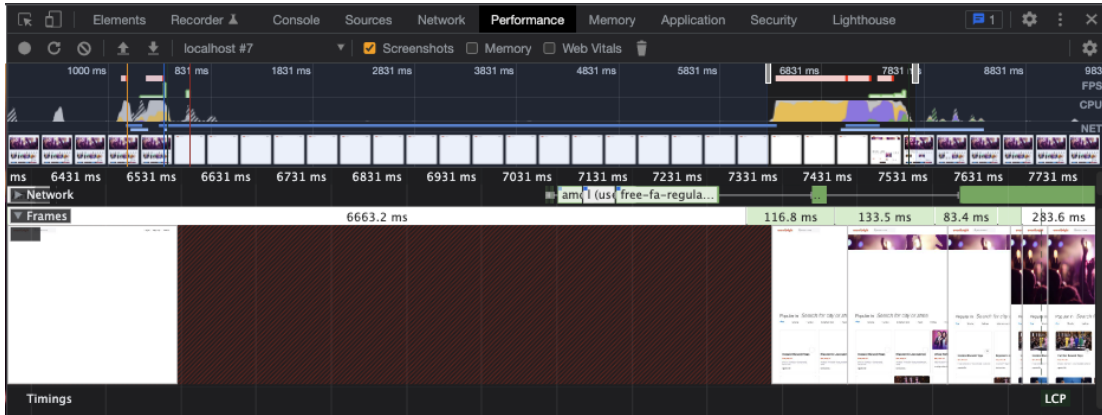 Elements Recorder Console Sources Network Performance Memory Application Security Lighthouse 1
localhost #7 Screenshots Memory Web Vitals
1000 ms 831 ms 1831 ms 2831 ms 3831 ms 4831 ms 5831 ms 6831 ms 7831 8831 ms 983
FPS
CPU
NET
ms 6431 ms 6531 ms 6631 ms 6731 ms 6831 ms 6931 ms 7031 ms 7131 ms 7231 ms 7331 ms 7431 ms 7531 ms 7631 ms 7731 ms
Network amc l (use free-fa-regula... ..
Frames 6663.2 ms 116.8 ms 133.5 ms 83.4 ms 283.6 ms
Timings LCP